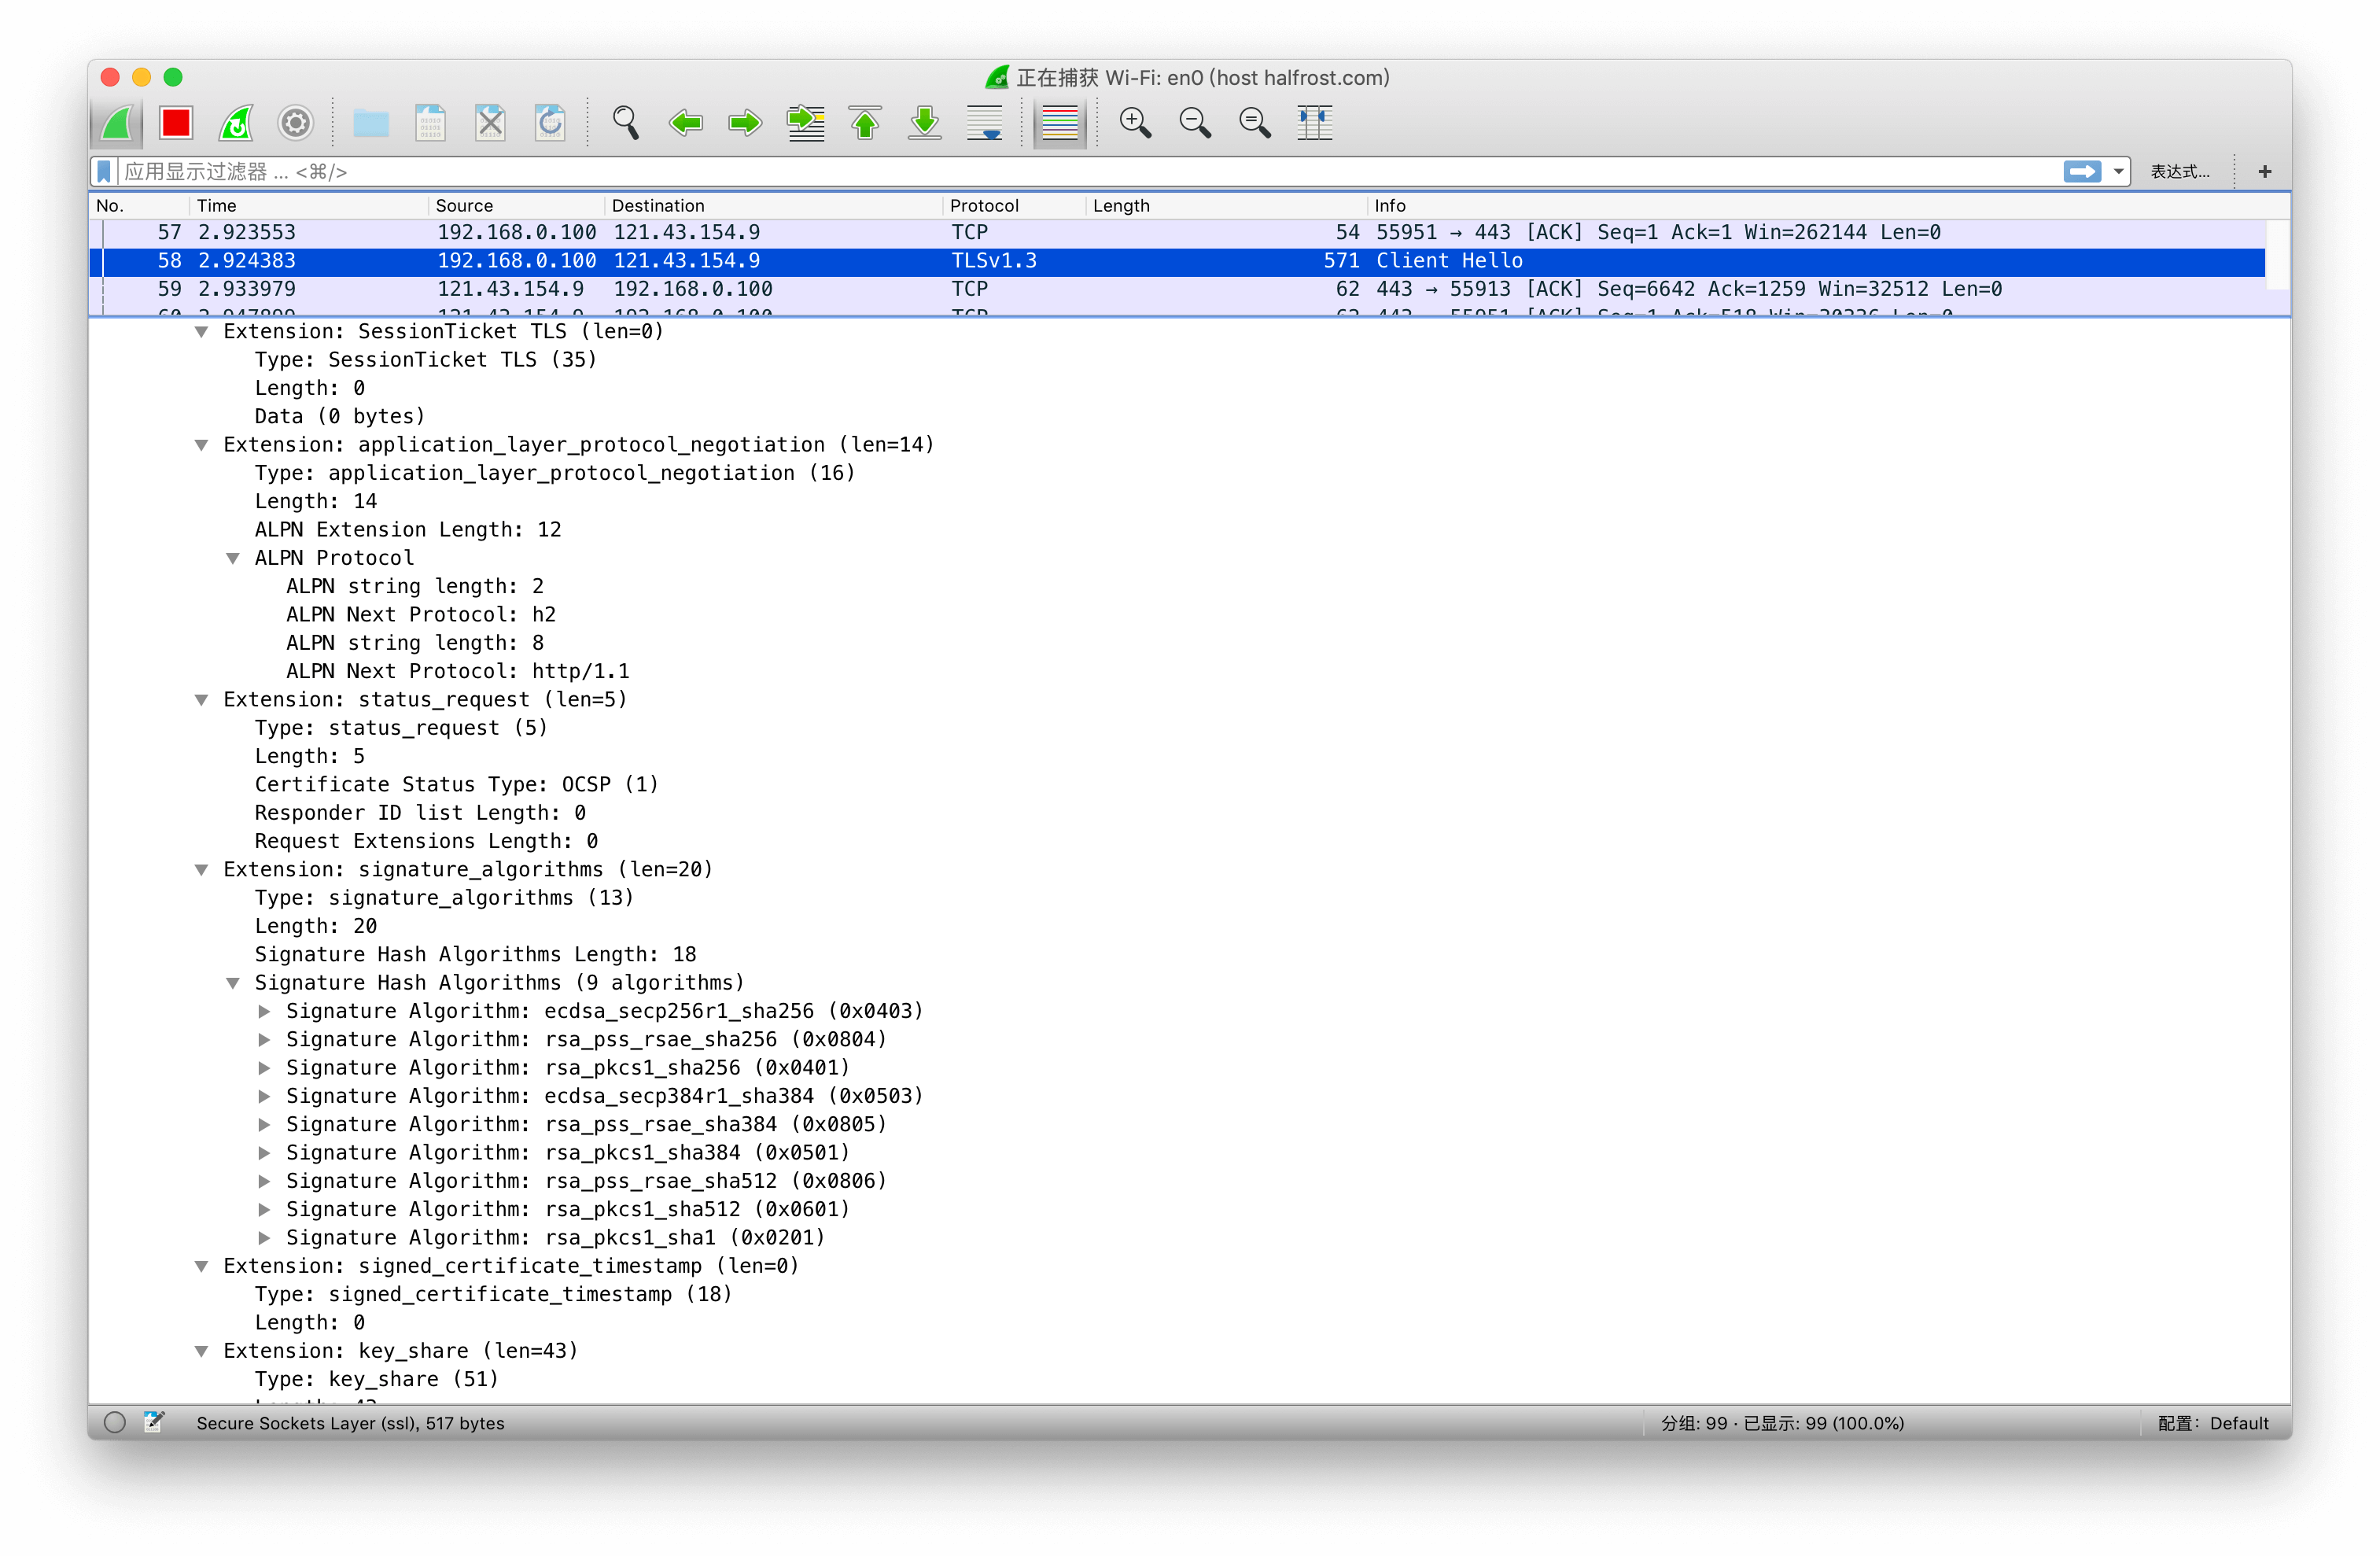 正在捕获 Wi-Fi: en0 (host halfrost.com)
应用显示过滤器 ... <⌘/>
表达式...
+
No. Time Source Destination Protocol Length Info
57 2.923553 192.168.0.100 121.43.154.9 TCP 54 55951 → 443 [ACK] Seq=1 Ack=1 Win=262144 Len=0
58 2.924383 192.168.0.100 121.43.154.9 TLSv1.3 571 Client Hello
59 2.933979 121.43.154.9 192.168.0.100 TCP 62 443 → 55913 [ACK] Seq=6642 Ack=1259 Win=32512 Len=0
Extension: SessionTicket TLS (len=0)
Type: SessionTicket TLS (35)
Length: 0
Data (0 bytes)
Extension: application_layer_protocol_negotiation (len=14)
Type: application_layer_protocol_negotiation (16)
Length: 14
ALPN Extension Length: 12
ALPN Protocol
ALPN string length: 2
ALPN Next Protocol: h2
ALPN string length: 8
ALPN Next Protocol: http/1.1
Extension: status_request (len=5)
Type: status_request (5)
Length: 5
Certificate Status Type: OCSP (1)
Responder ID list Length: 0
Request Extensions Length: 0
Extension: signature_algorithms (len=20)
Type: signature_algorithms (13)
Length: 20
Signature Hash Algorithms Length: 18
Signature Hash Algorithms (9 algorithms)
Signature Algorithm: ecdsa_secp256r1_sha256 (0x0403)
Signature Algorithm: rsa_pss_rsae_sha256 (0x0804)
Signature Algorithm: rsa_pkcs1_sha256 (0x0401)
Signature Algorithm: ecdsa_secp384r1_sha384 (0x0503)
Signature Algorithm: rsa_pss_rsae_sha384 (0x0805)
Signature Algorithm: rsa_pkcs1_sha384 (0x0501)
Signature Algorithm: rsa_pss_rsae_sha512 (0x0806)
Signature Algorithm: rsa_pkcs1_sha512 (0x0601)
Signature Algorithm: rsa_pkcs1_sha1 (0x0201)
Extension: signed_certificate_timestamp (len=0)
Type: signed_certificate_timestamp (18)
Length: 0
Extension: key_share (len=43)
Type: key_share (51)
Secure Sockets Layer (ssl), 517 bytes
分组: 99 · 已显示: 99 (100.0%)
配置: Default